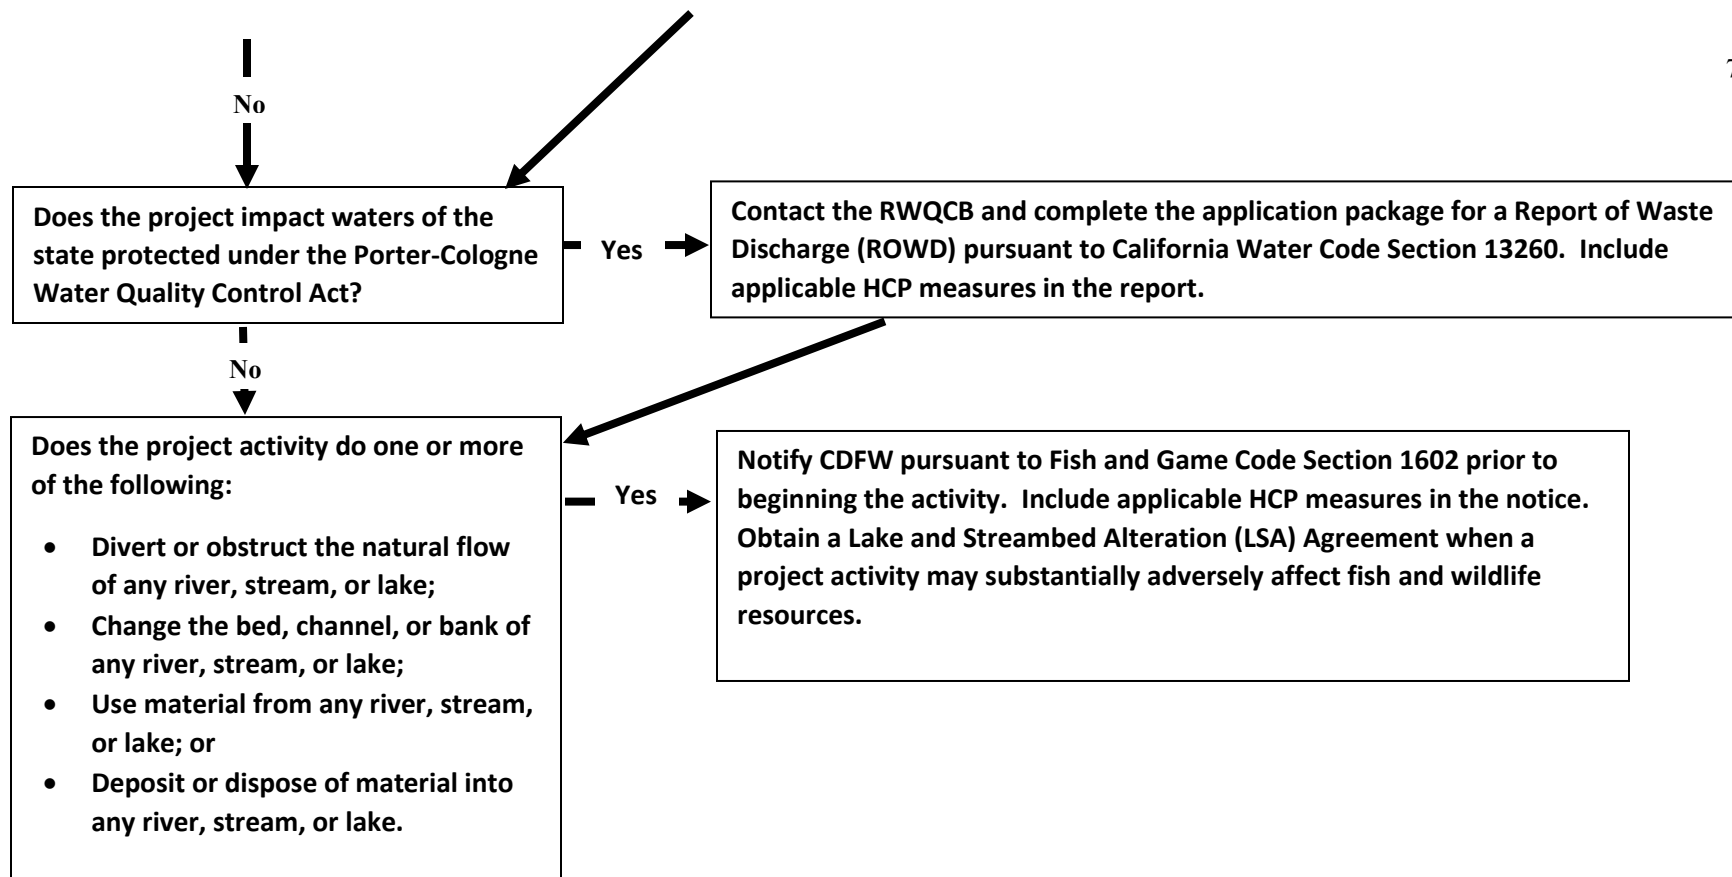 No
Does the project impact waters of the
state protected under the Porter-Cologne
Water Quality Control Act?
Yes
Contact the RWQCB and complete the application package for a Report of Waste
Discharge (ROWD) pursuant to California Water Code Section 13260.  Include
applicable HCP measures in the report.
No
Does the project activity do one or more
of the following:
• Divert or obstruct the natural flow
of any river, stream, or lake;
• Change the bed, channel, or bank of
any river, stream, or lake;
• Use material from any river, stream,
or lake; or
• Deposit or dispose of material into
any river, stream, or lake.
Yes
Notify CDFW pursuant to Fish and Game Code Section 1602 prior to
beginning the activity.  Include applicable HCP measures in the notice.
Obtain a Lake and Streambed Alteration (LSA) Agreement when a
project activity may substantially adversely affect fish and wildlife
resources.